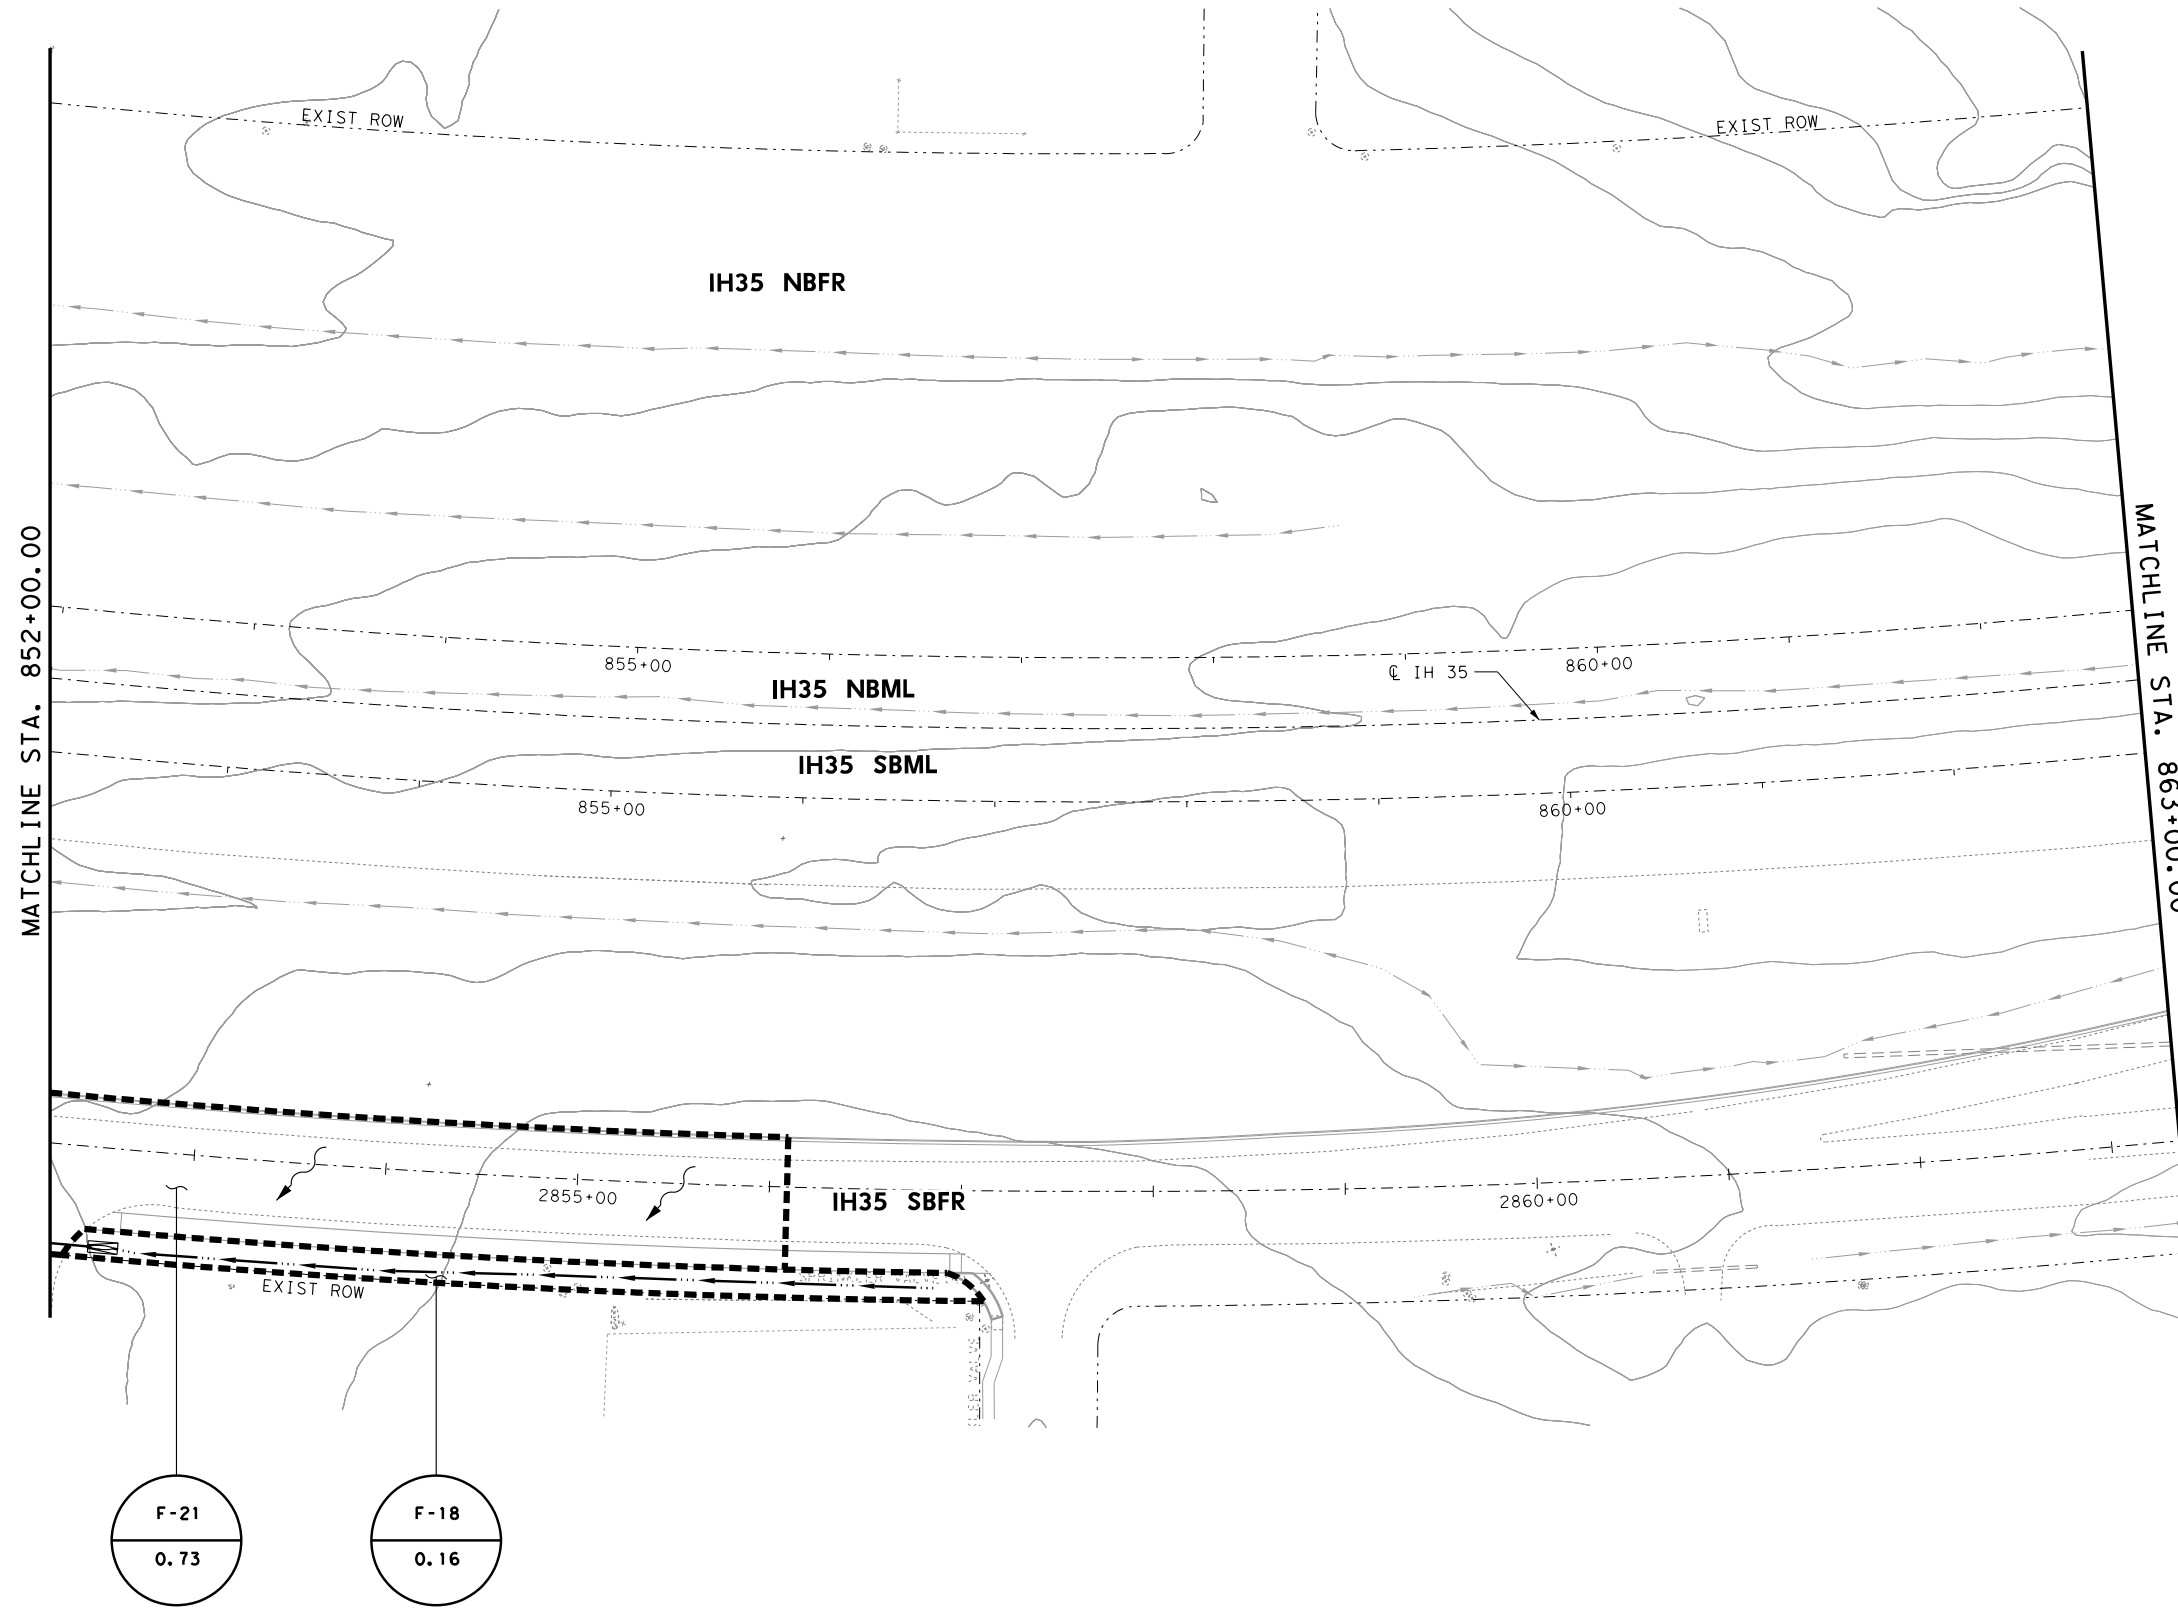 EXIST ROW
EXIST ROW
IH35 NBFR
MATCHLINE STA. 852+00.00
MATCHLINE STA. 863+00.00
855+00
860+00
℄ IH 35
IH35 NBML
IH35 SBML
855+00
860+00
2855+00
IH35 SBFR
2860+00
EXIST ROW
F-21
0.73
F-18
0.16